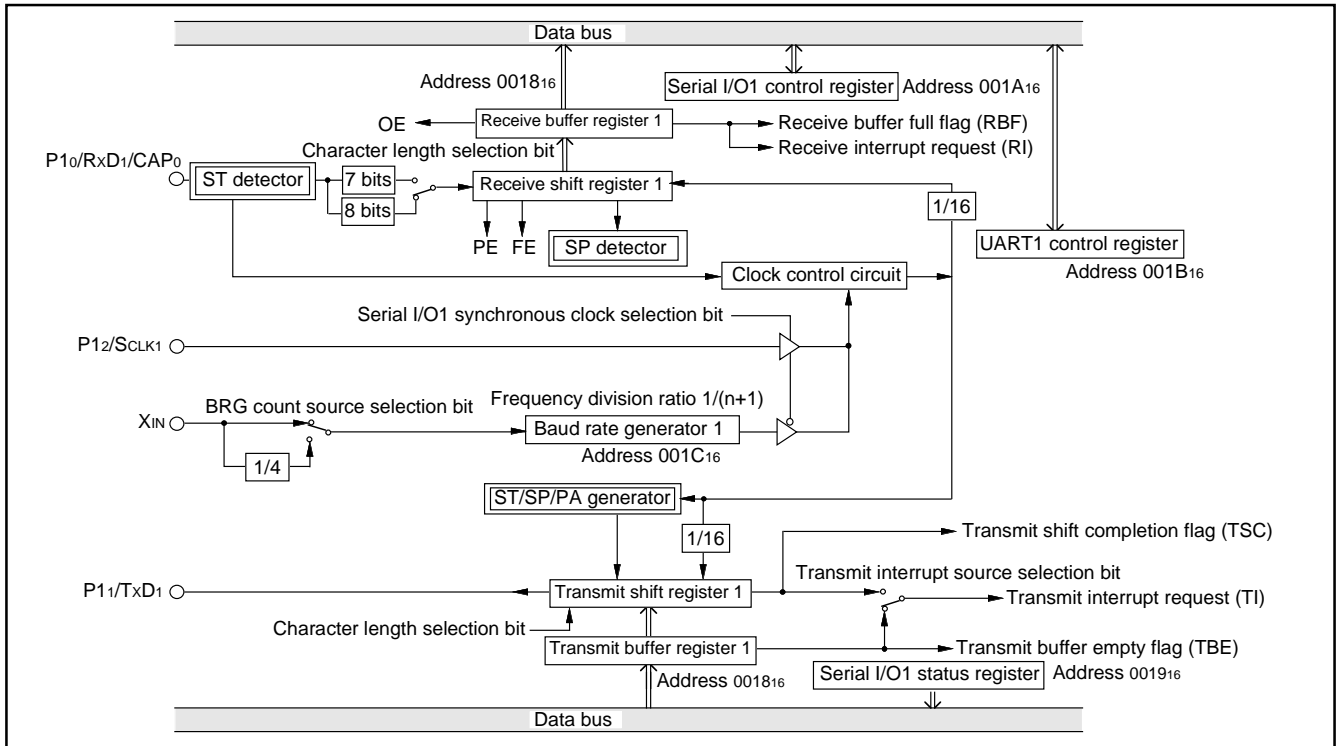 Data bus
Address 001816
Serial I/O1 control register Address 001A16
OE Receive buffer register 1 Receive buffer full flag (RBF)
Receive interrupt request (RI)
Character length selection bit
P10/RxD1/CAP0
ST detector 7 bits Receive shift register 1
8 bits 1/16
PE FE SP detector UART1 control register
Address 001B16
Clock control circuit
Serial I/O1 synchronous clock selection bit
P12/SCLK1
BRG count source selection bit Frequency division ratio 1/(n+1)
XIN Baud rate generator 1
Address 001C16
1/4
ST/SP/PA generator
1/16 Transmit shift completion flag (TSC)
Transmit interrupt source selection bit
P11/TxD1 Transmit shift register 1 Transmit interrupt request (TI)
Character length selection bit
Transmit buffer register 1 Transmit buffer empty flag (TBE)
Address 001816 Serial I/O1 status register Address 001916
Data bus